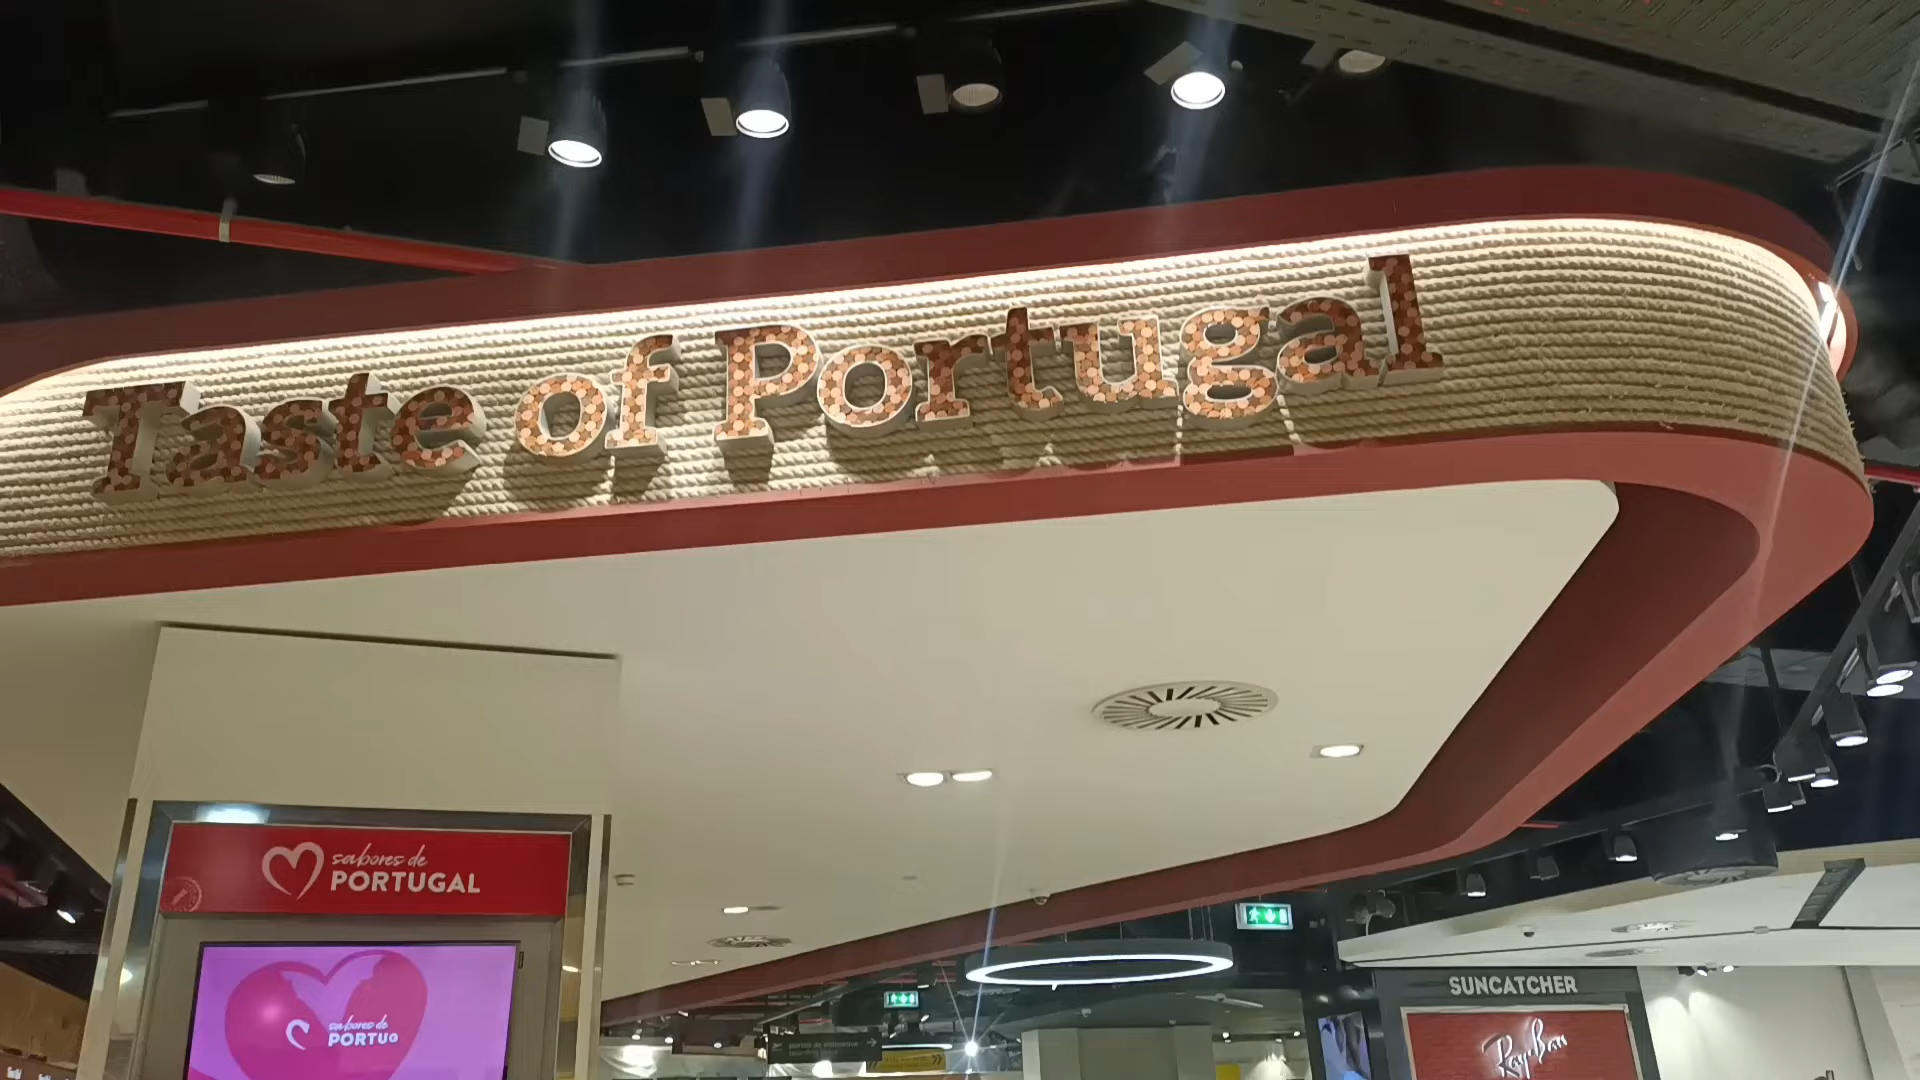 Taste of Portugal
sabores de
PORTUGAL
sabores de
PORTUG
SUNCATCHER
Ray-Ban